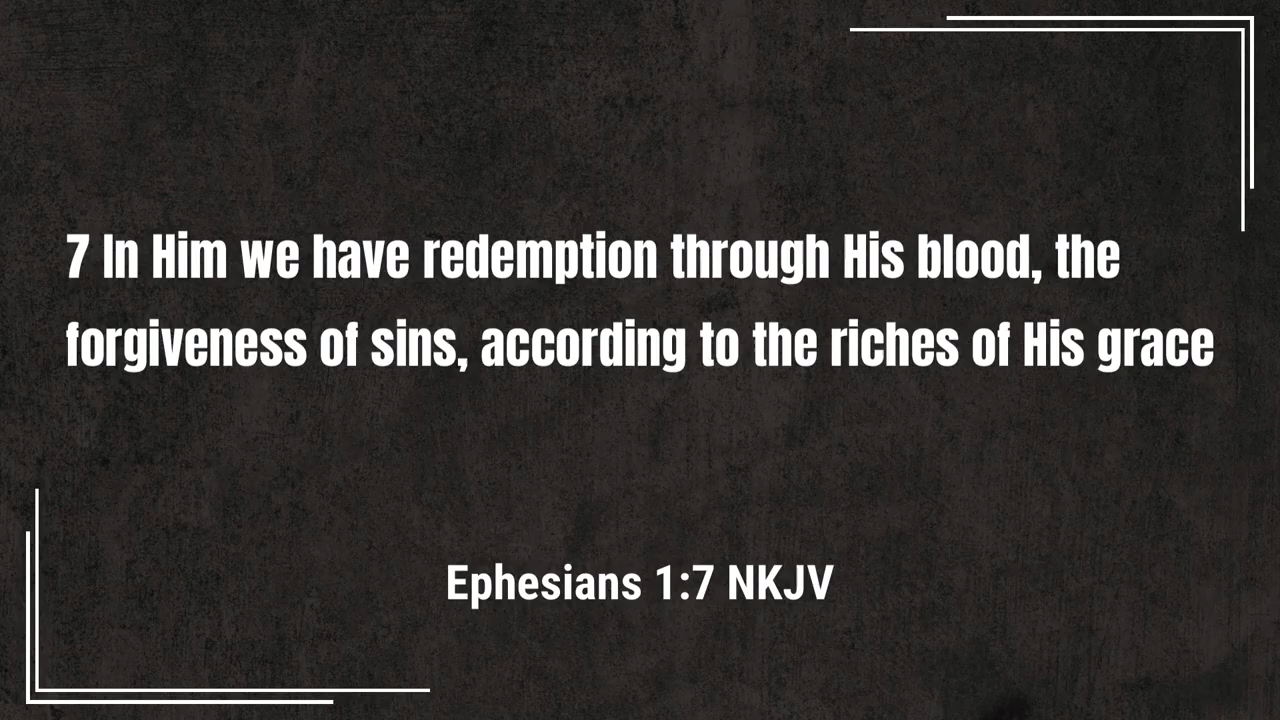 7 In Him we have redemption through His blood, the
forgiveness of sins, according to the riches of His grace
Ephesians 1:7 NKJV